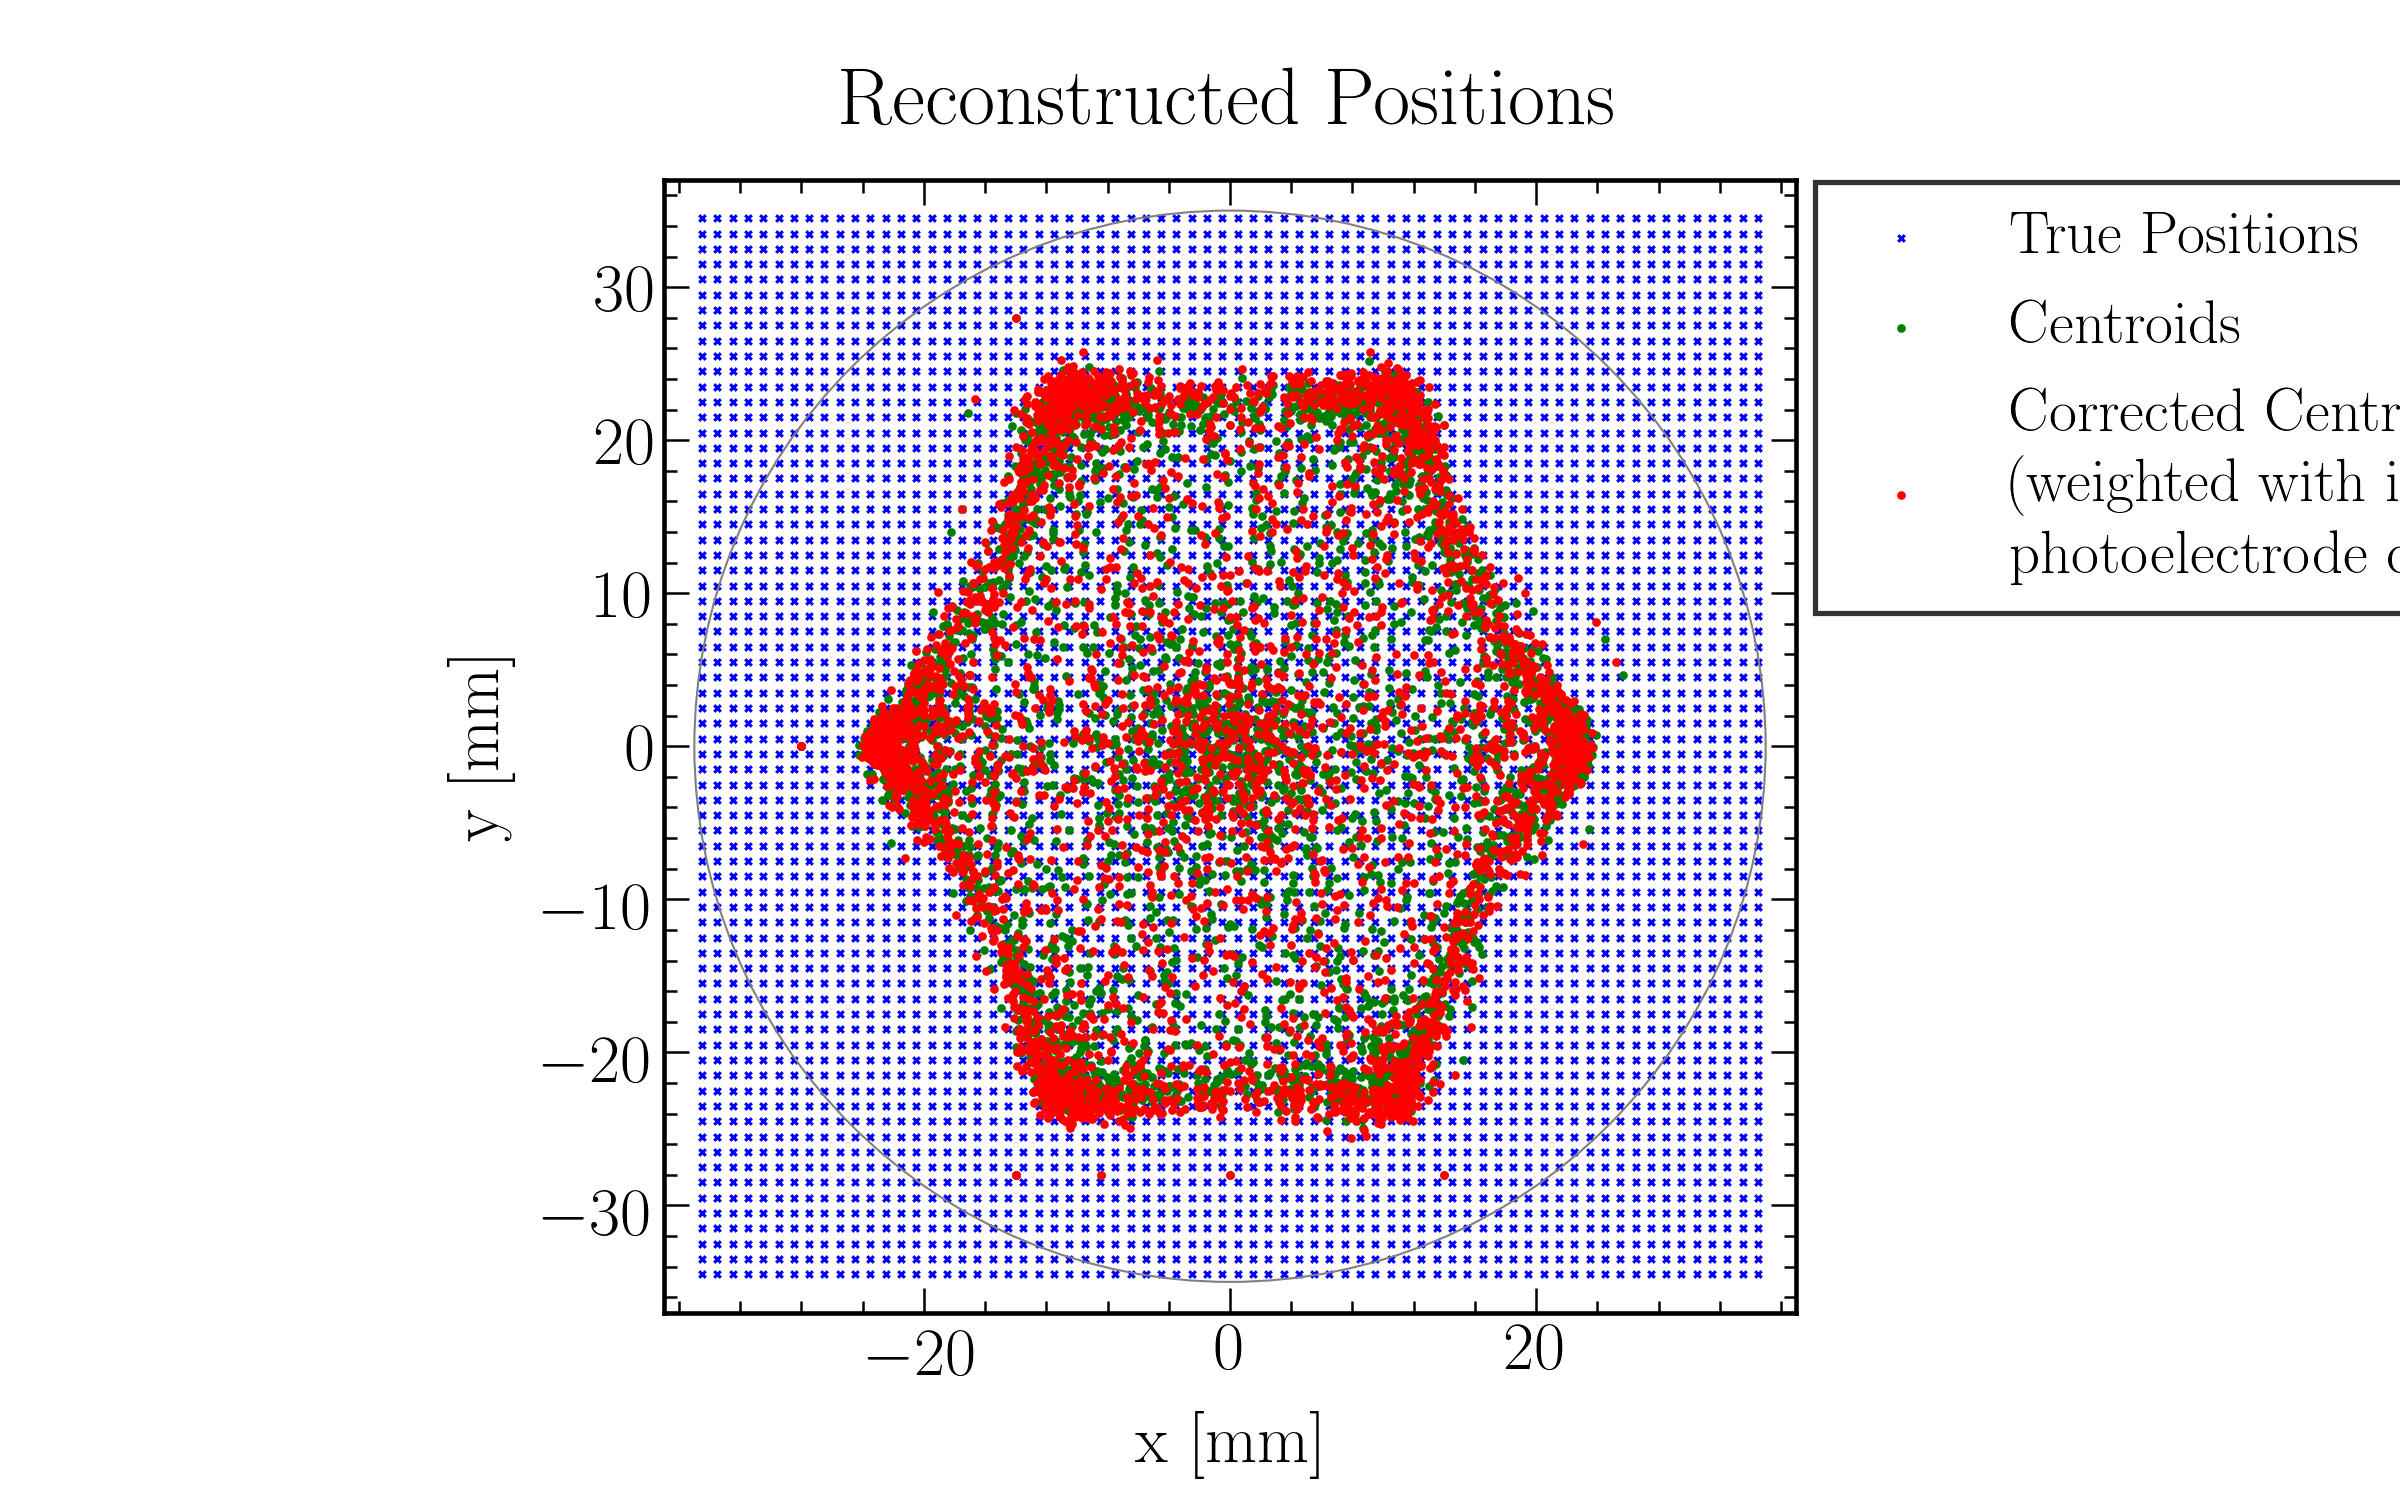 Reconstructed Positions
True Positions
Centroids
Corrected
(weighted with
photoelectrode
30
20
10
0
−10
−20
−30
y [mm]
−20 0 20
x [mm]